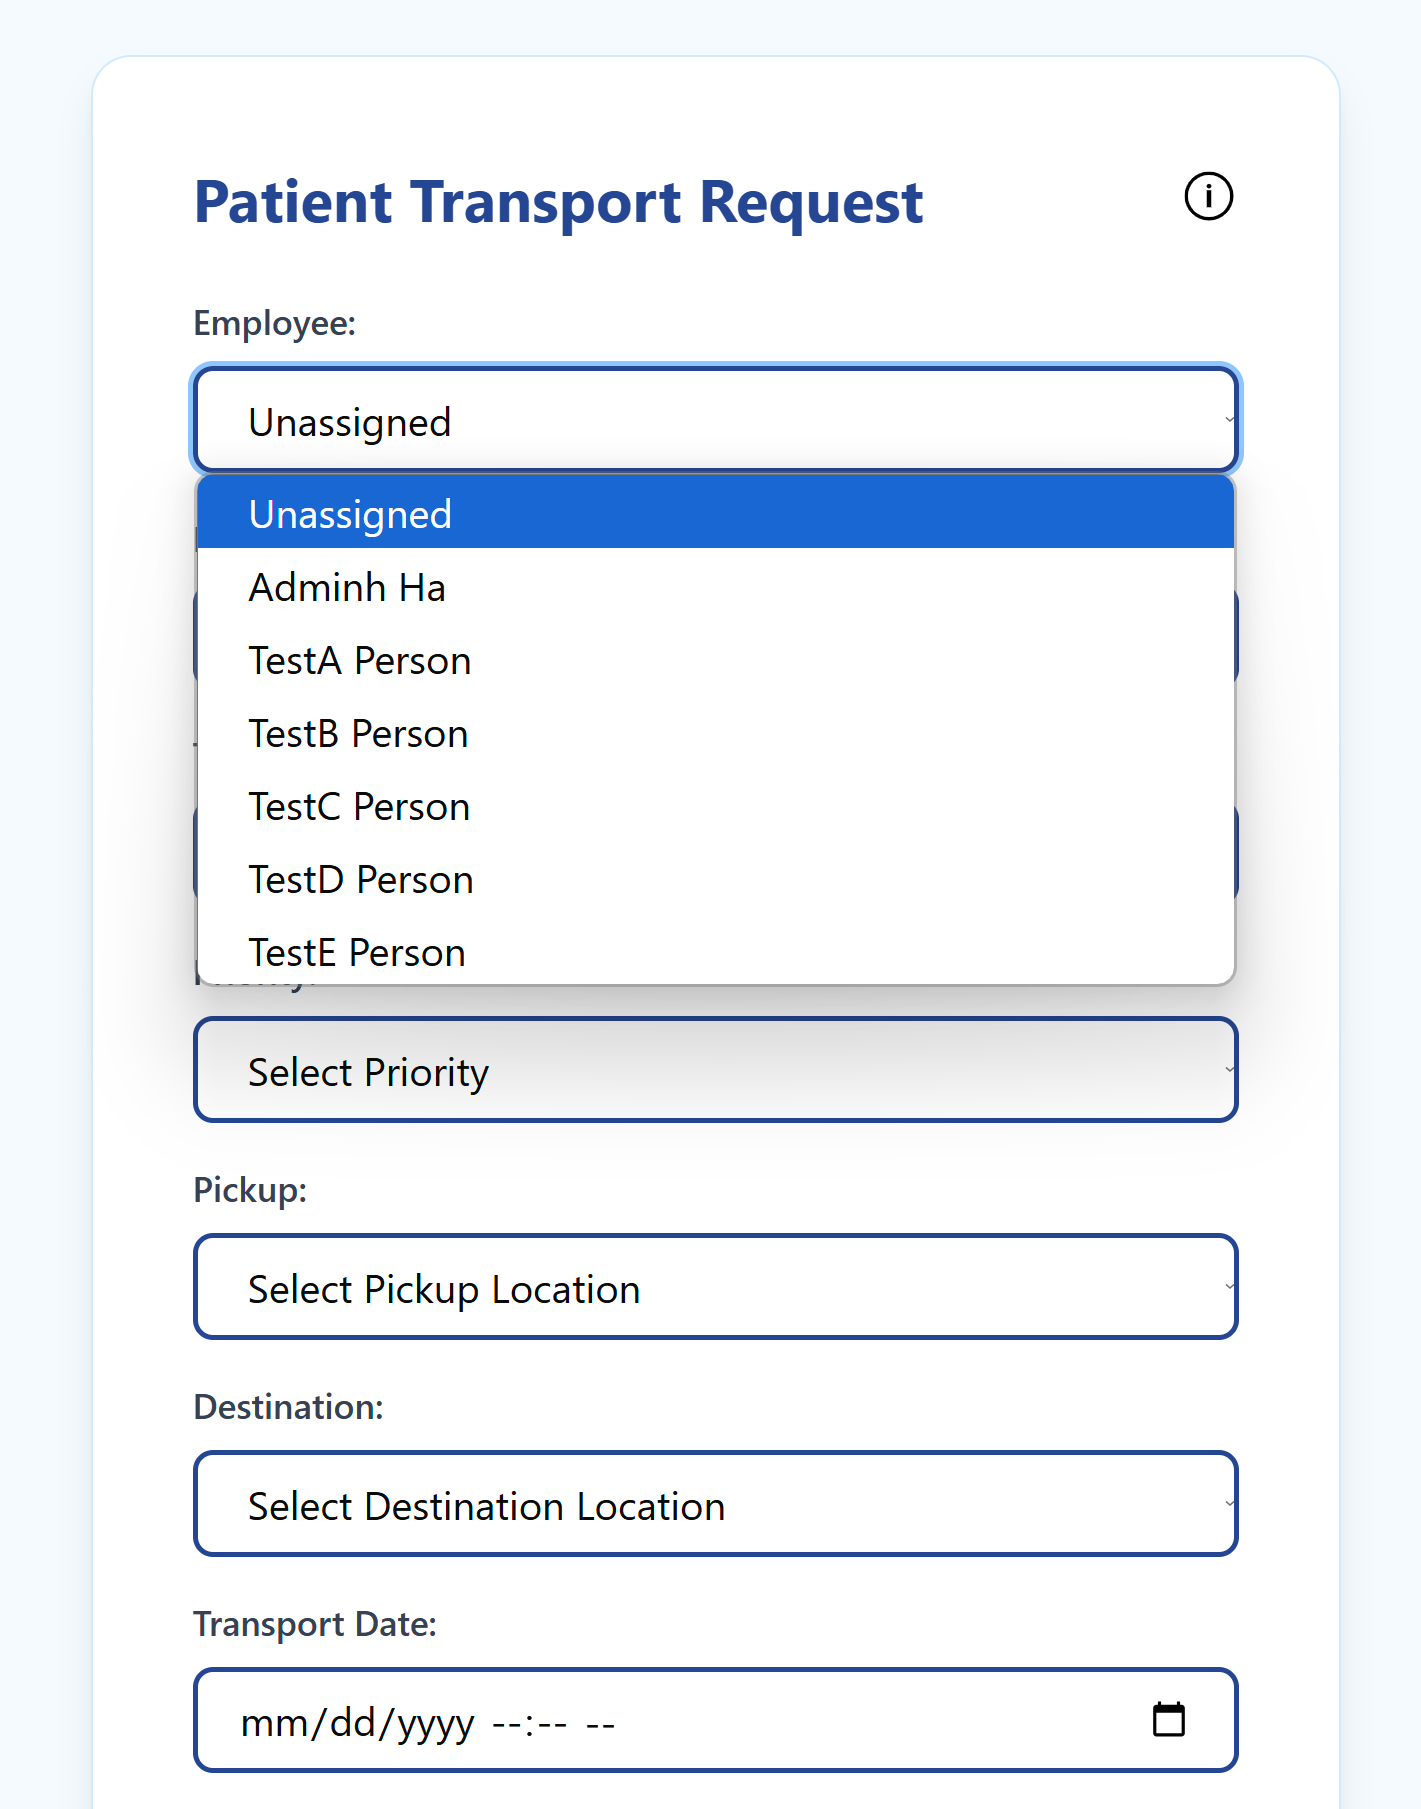 Patient Transport Request
Employee:
Unassigned
Unassigned
Adminh Ha
TestA Person
TestB Person
TestC Person
TestD Person
TestE Person
Select Priority
Pickup:
Select Pickup Location
Destination:
Select Destination Location
Transport Date:
mm/dd/yyyy --:-- --